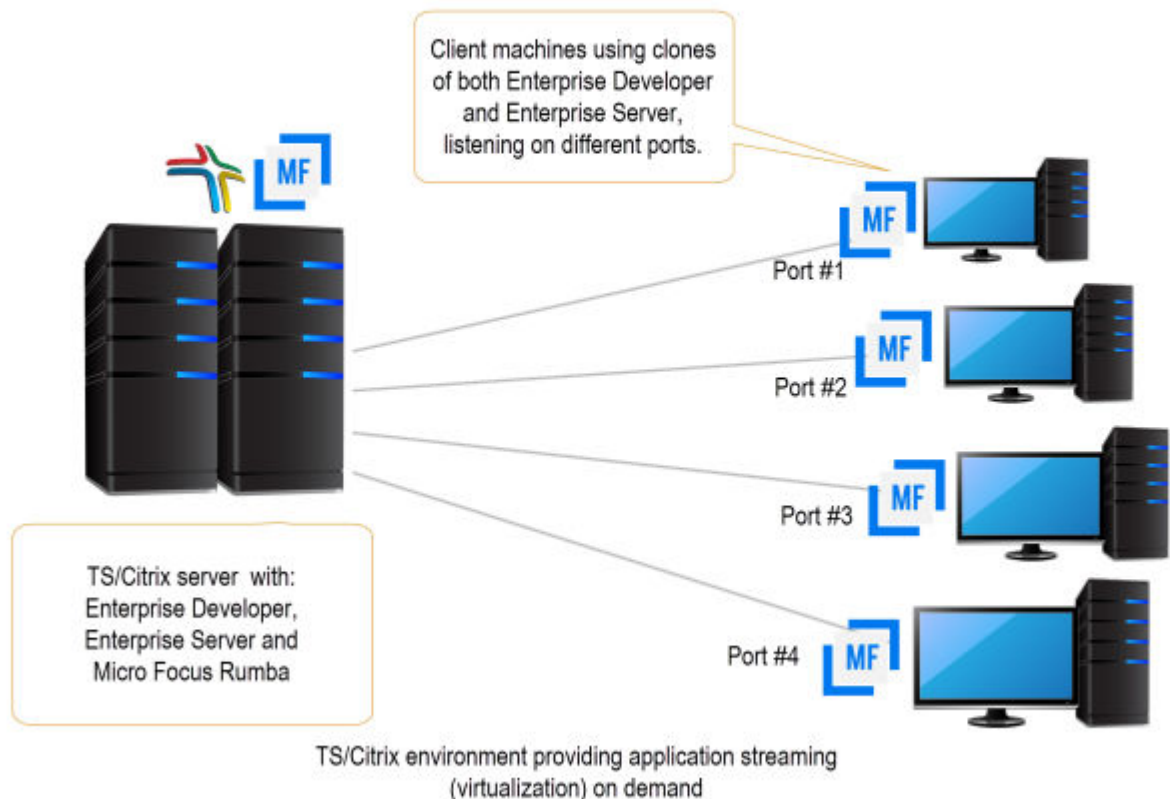 Client machines using clones
of both Enterprise Developer
and Enterprise Server,
listening on different ports.
MF
MF
Port #1
MF
Port #2
MF
Port #3
TS/Citrix server with:
Enterprise Developer,
Enterprise Server and
Micro Focus Rumba
MF
Port #4
TS/Citrix environment providing application streaming
(virtualization) on demand